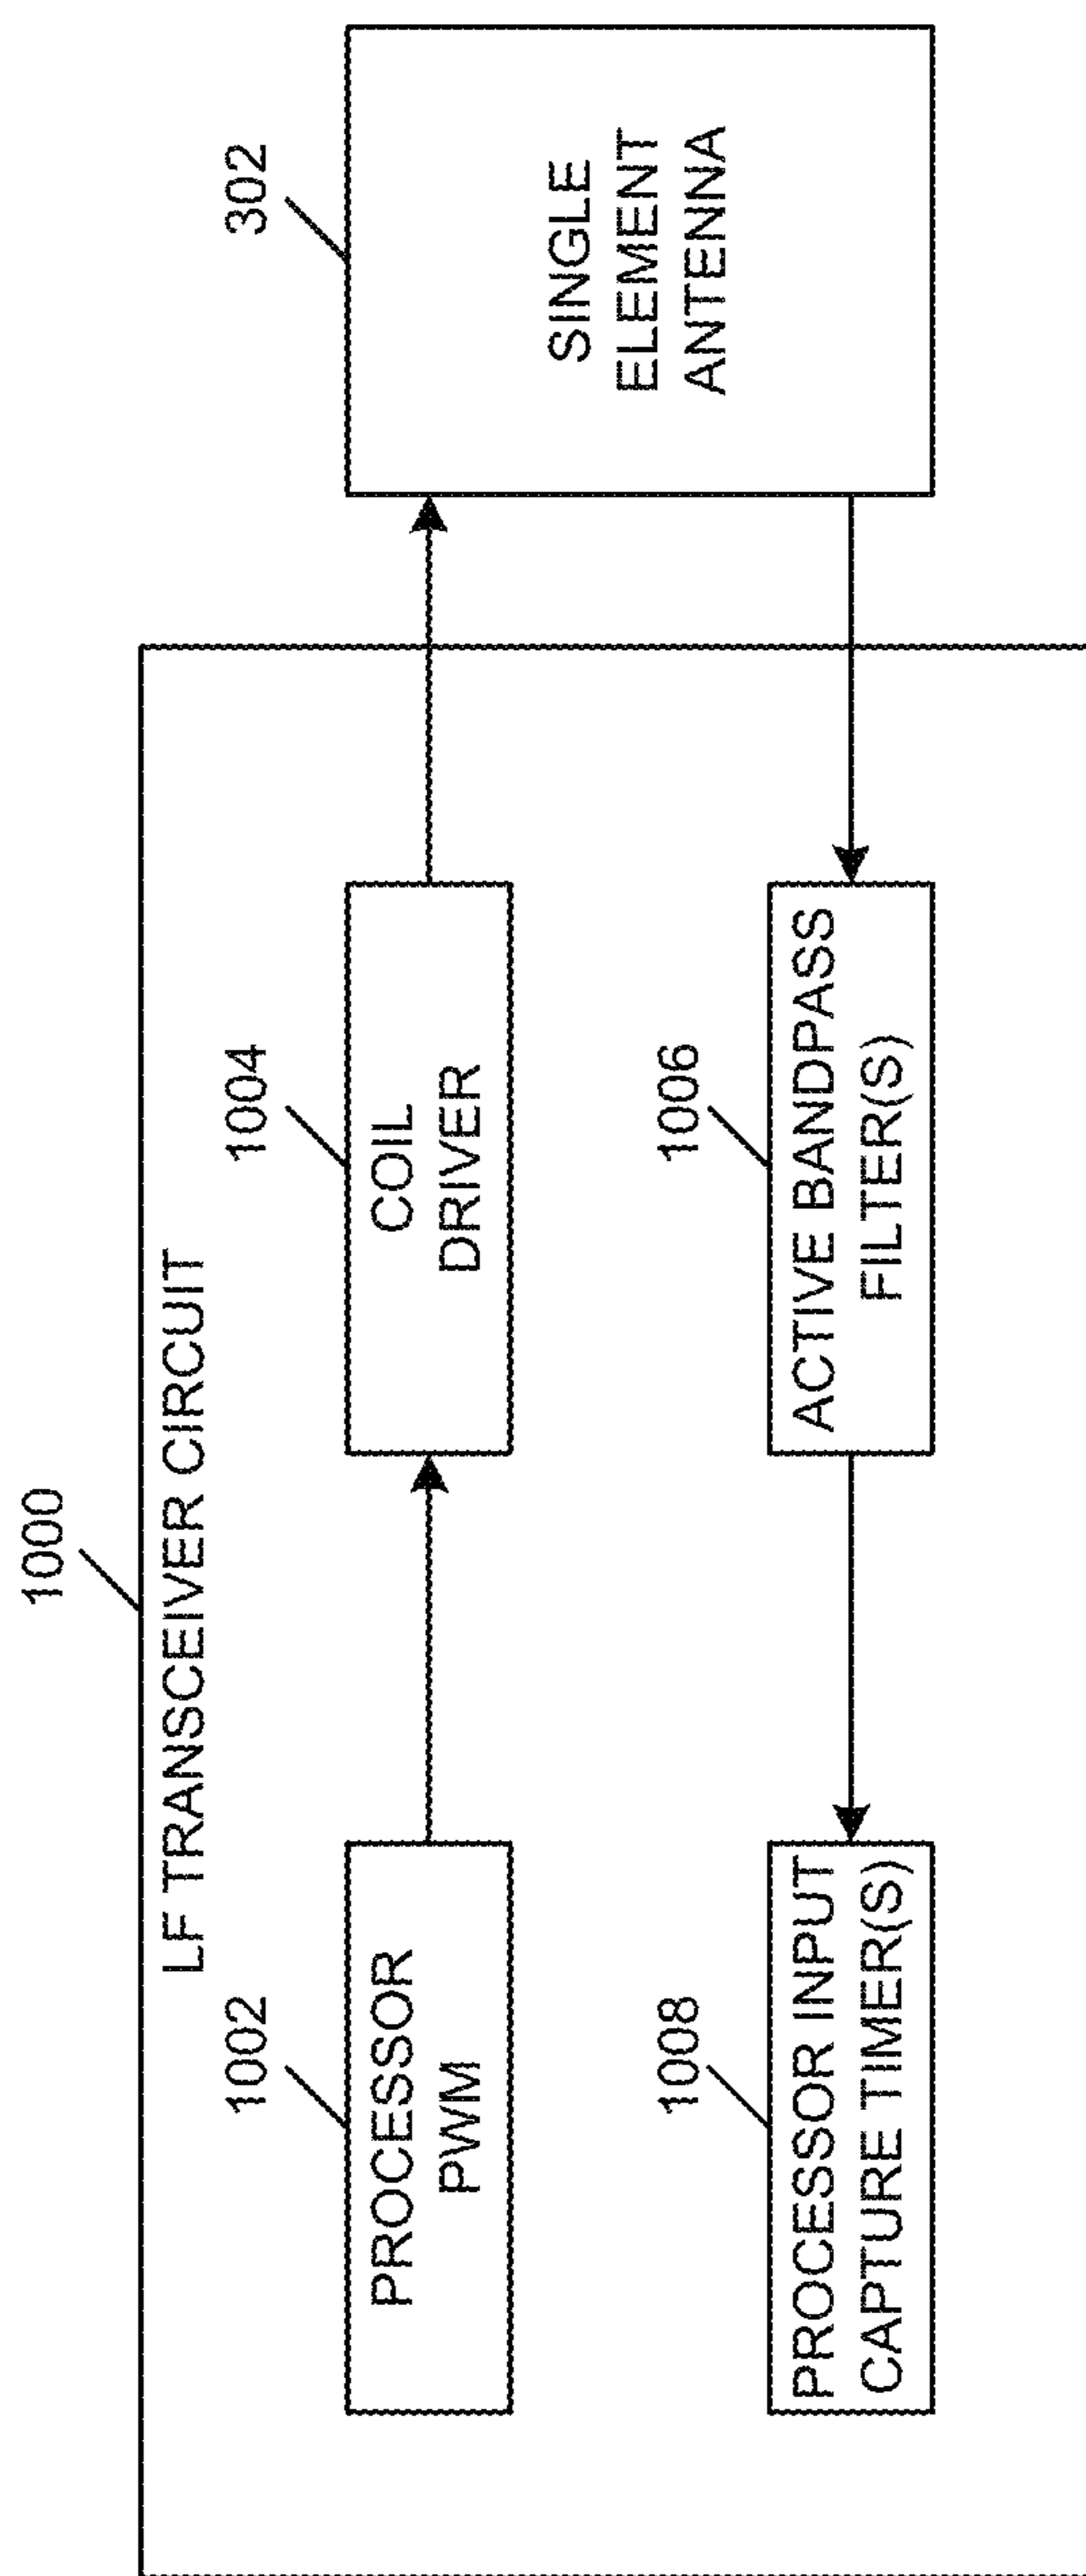 1000
LF TRANSCEIVER CIRCUIT
1002
PROCESSOR
PWM
1004
COIL
DRIVER
302
SINGLE
ELEMENT
ANTENNA
1008
PROCESSOR INPUT
CAPTURE TIMER(S)
1006
ACTIVE BANDPASS
FILTER(S)